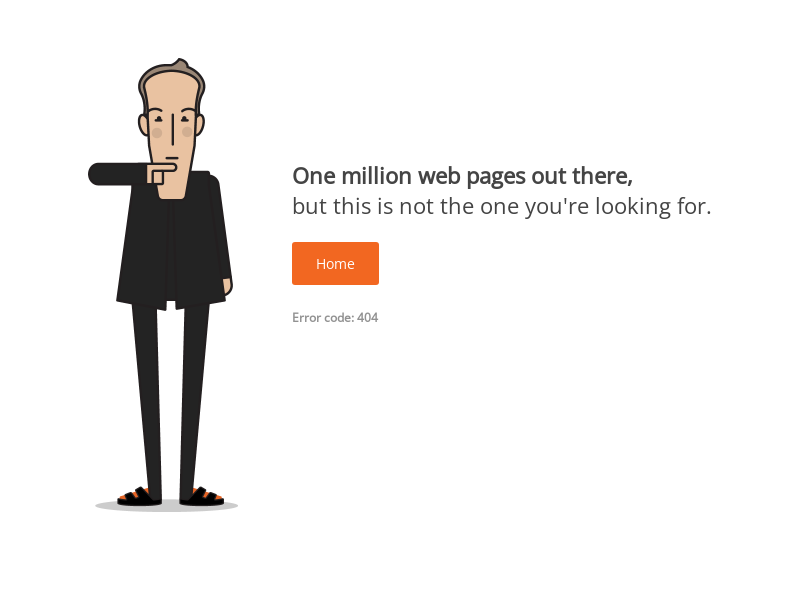 One million web pages out there,
but this is not the one you're looking for.
Home
Error code: 404